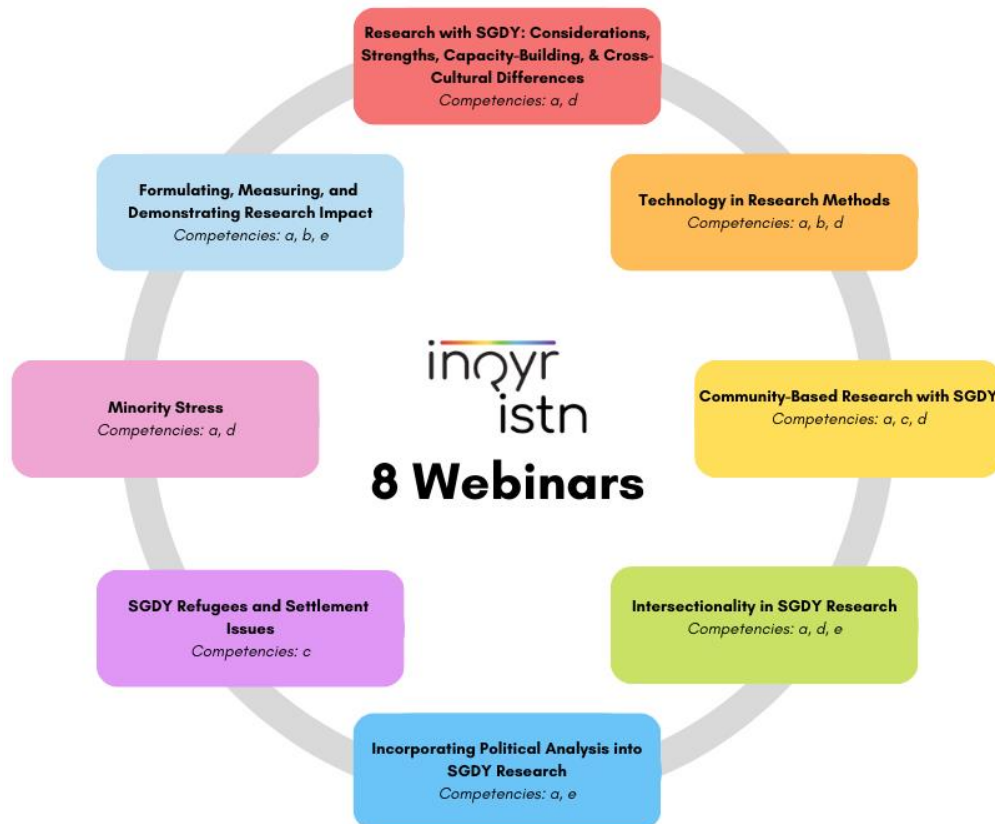 Research with SGDY: Considerations,
Strengths, Capacity-Building, & Cross-
Cultural Differences
Competencies: a, d
Technology in Research Methods
Competencies: a, b, d
Community-Based Research with SGDY
Competencies: a, c, d
Intersectionality in SGDY Research
Competencies: a, d, e
Incorporating Political Analysis into
SGDY Research
Competencies: a, e
SGDY Refugees and Settlement
Issues
Competencies: c
Minority Stress
Competencies: a, d
Formulating, Measuring, and
Demonstrating Research Impact
Competencies: a, b, e
inqyr
istn
8 Webinars